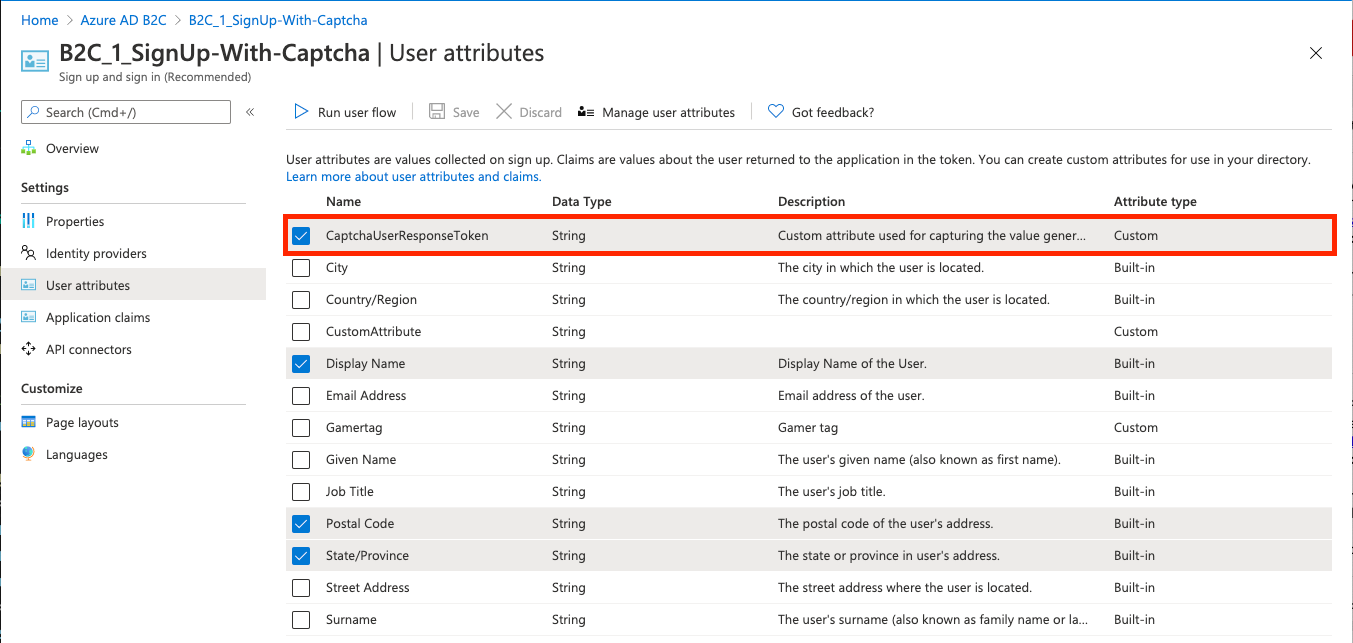 Home > Azure AD B2C > B2C_1_SignUp-With-Captcha
B2C_1_SignUp-With-Captcha | User attributes
Sign up and sign in (Recommended)
Search (Cmd+/)
«
Run user flow
Save
Discard
Manage user attributes
Got feedback?
Overview
Settings
Properties
Identity providers
User attributes
Application claims
API connectors
Customize
Page layouts
Languages
User attributes are values collected on sign up. Claims are values about the user returned to the application in the token. You can create custom attributes for use in your directory.
Learn more about user attributes and claims.
Name Data Type Description Attribute type
CaptchaUserResponseToken String Custom attribute used for capturing the value gener... Custom
City String The city in which the user is located. Built-in
Country/Region String The country/region in which the user is located. Built-in
CustomAttribute String Custom
Display Name String Display Name of the User. Built-in
Email Address String Email address of the user. Built-in
Gamertag String Gamer tag Custom
Given Name String The user's given name (also known as first name). Built-in
Job Title String The user's job title. Built-in
Postal Code String The postal code of the user's address. Built-in
State/Province String The state or province in user's address. Built-in
Street Address String The street address where the user is located. Built-in
Surname String The user's surname (also known as family name or la... Built-in